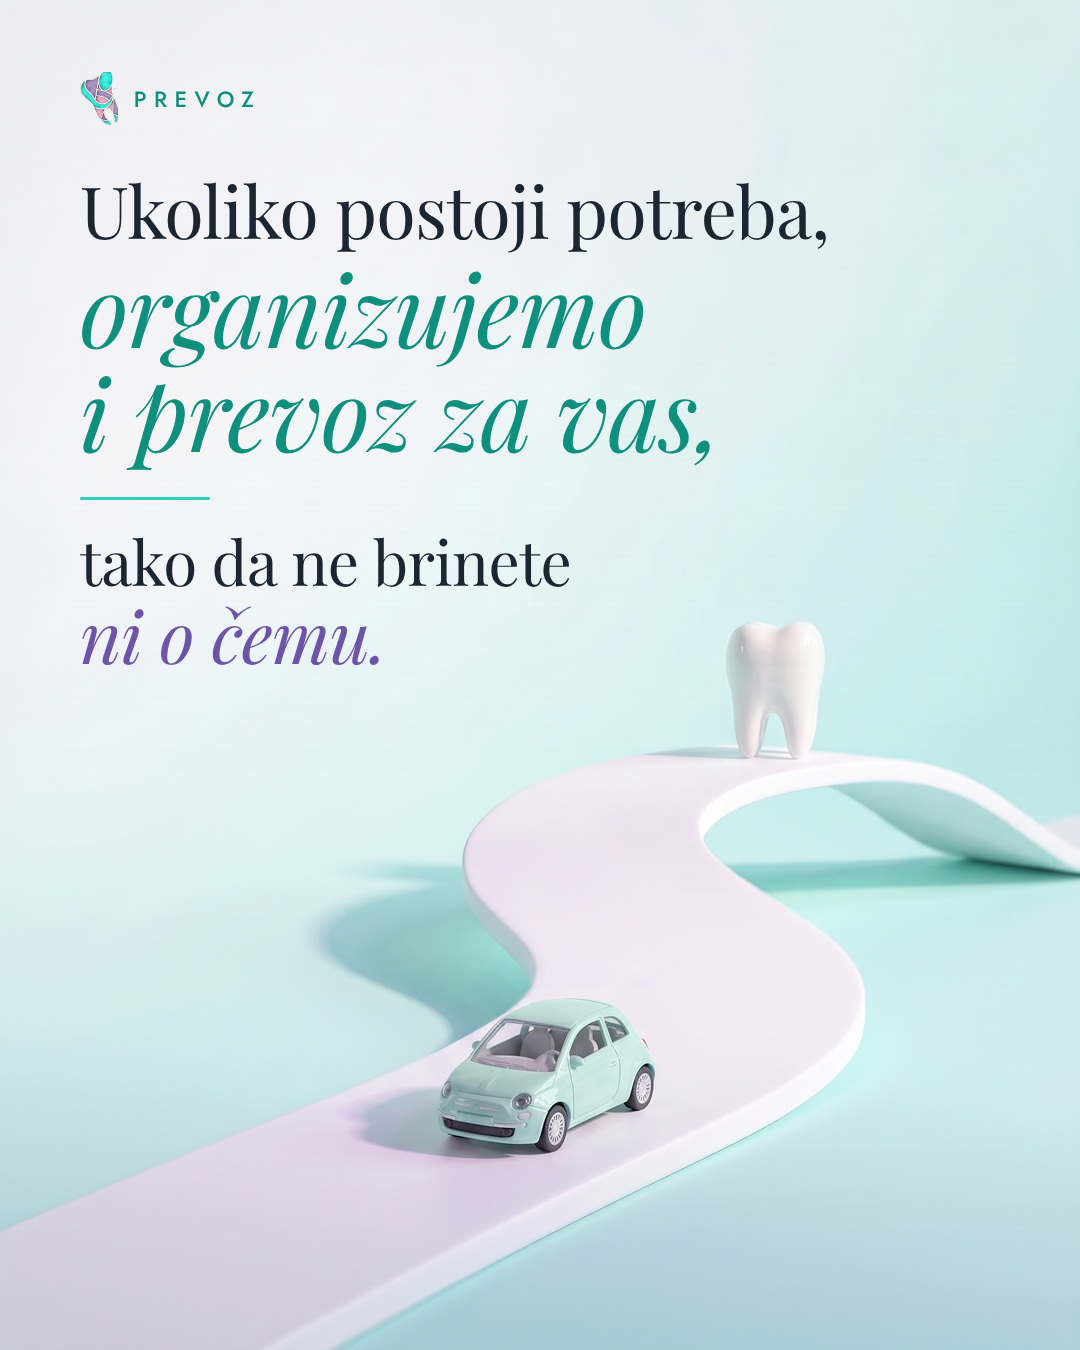 PREVOZ
Ukoliko postoji potreba,
organizujemo
i prevoz za vas,
tako da ne brinete
ni o čemu.